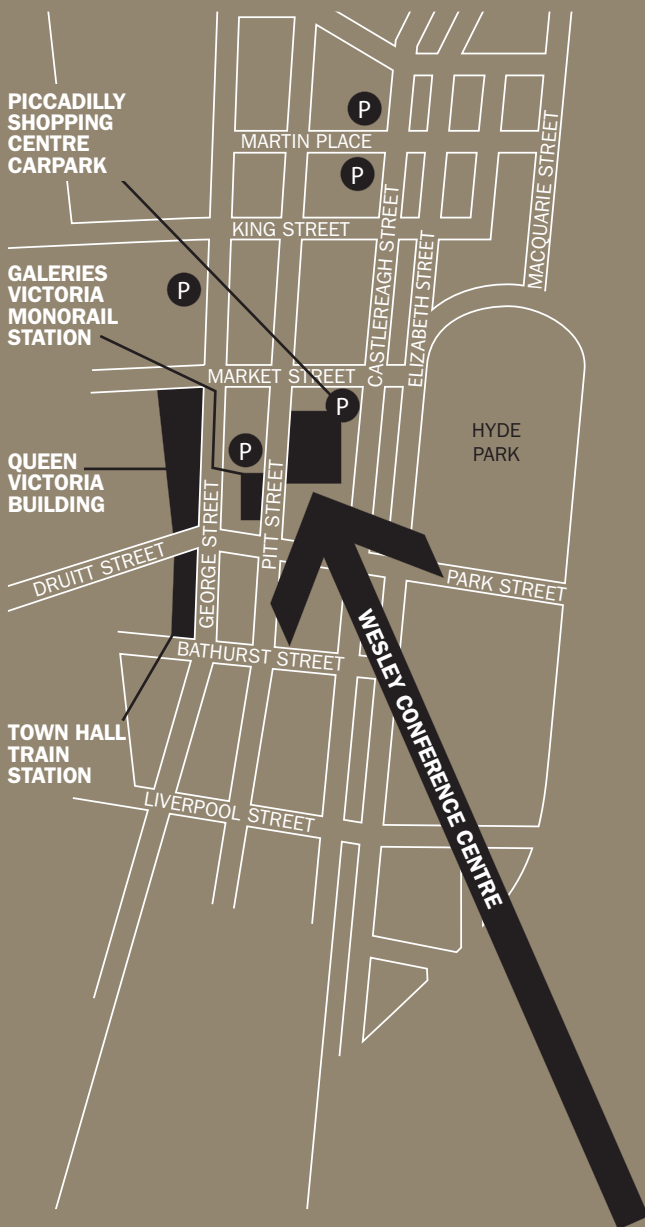 PICCADILLY
SHOPPING
CENTRE
CARPARK
P
MARTIN PLACE
P
KING STREET
MACQUARIE STREET
CASTLEREAGH STREET
ELIZABETH STREET
GALERIES
VICTORIA
MONORAIL
STATION
P
MARKET STREET
P
HYDE
PARK
P
QUEEN
VICTORIA
BUILDING
GEORGE STREET
PITT STREET
DRUITT STREET
PARK STREET
BATHURST STREET
WESLEY CONFERENCE CENTRE
TOWN HALL
TRAIN
STATION
LIVERPOOL STREET